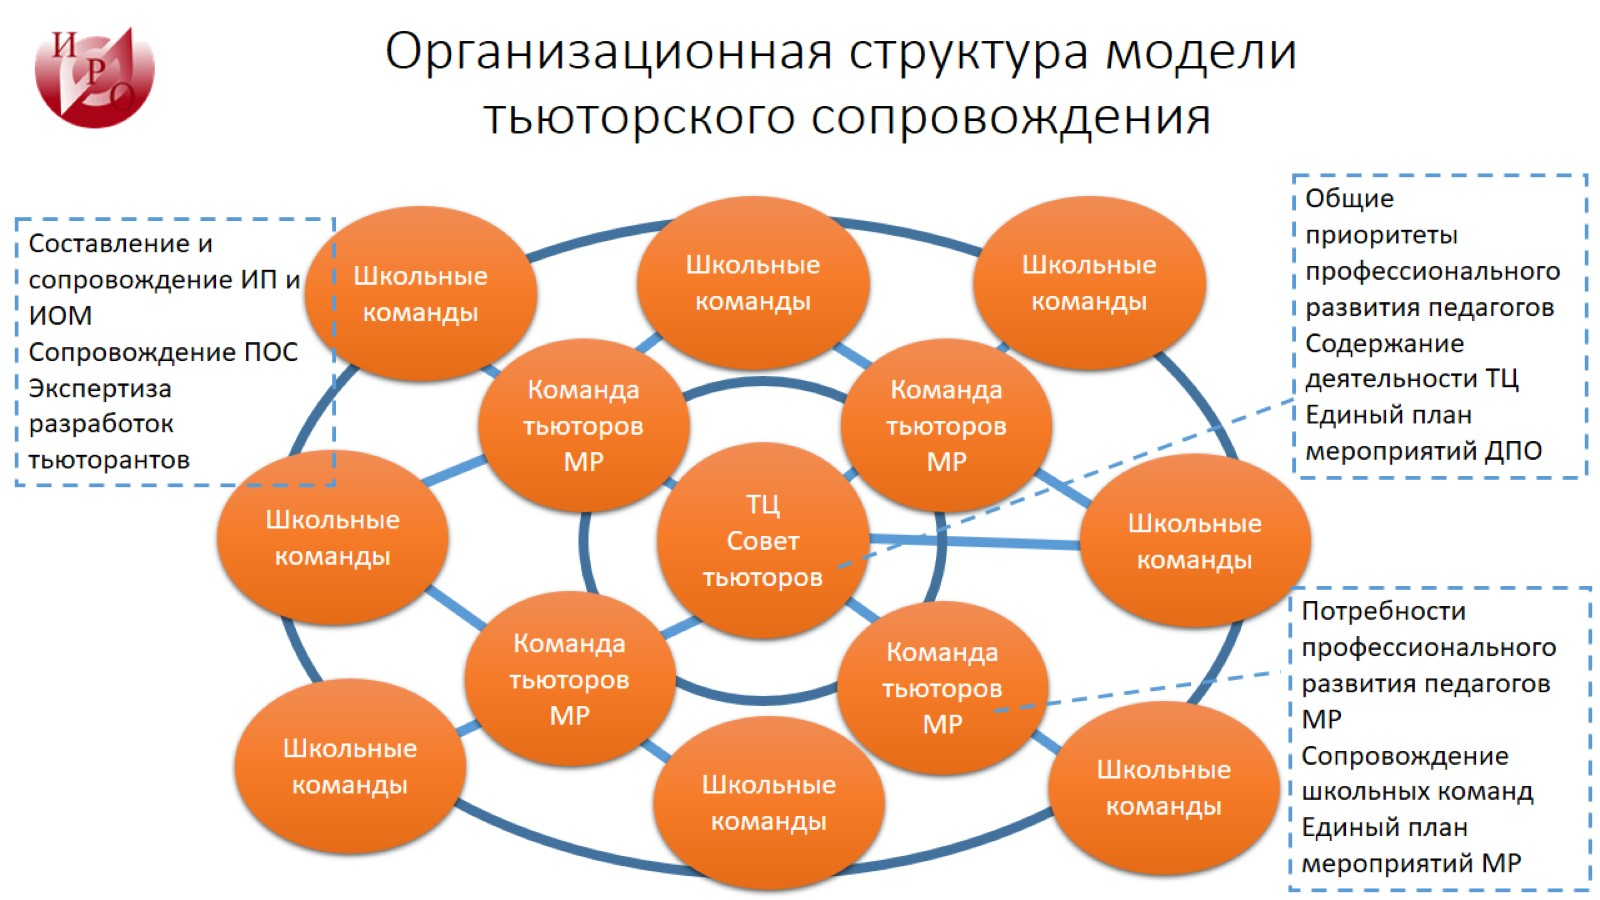 И
Р
О
Организационная структура модели
тьюторского сопровождения
Составление и
сопровождение ИП и
ИОМ
Сопровождение ПОС
Экспертиза
разработок
тьюторантов
Школьные
команды
Школьные
команды
Школьные
команды
Общие
приоритеты
профессионального
развития педагогов
Содержание
деятельности ТЦ
Единый план
мероприятий ДПО
Команда
тьюторов
МР
Команда
тьюторов
МР
Школьные
команды
ТЦ
Совет
тьюторов
Школьные
команды
Команда
тьюторов
МР
Команда
тьюторов
МР
Потребности
профессионального
развития педагогов
МР
Сопровождение
школьных команд
Единый план
мероприятий МР
Школьные
команды
Школьные
команды
Школьные
команды